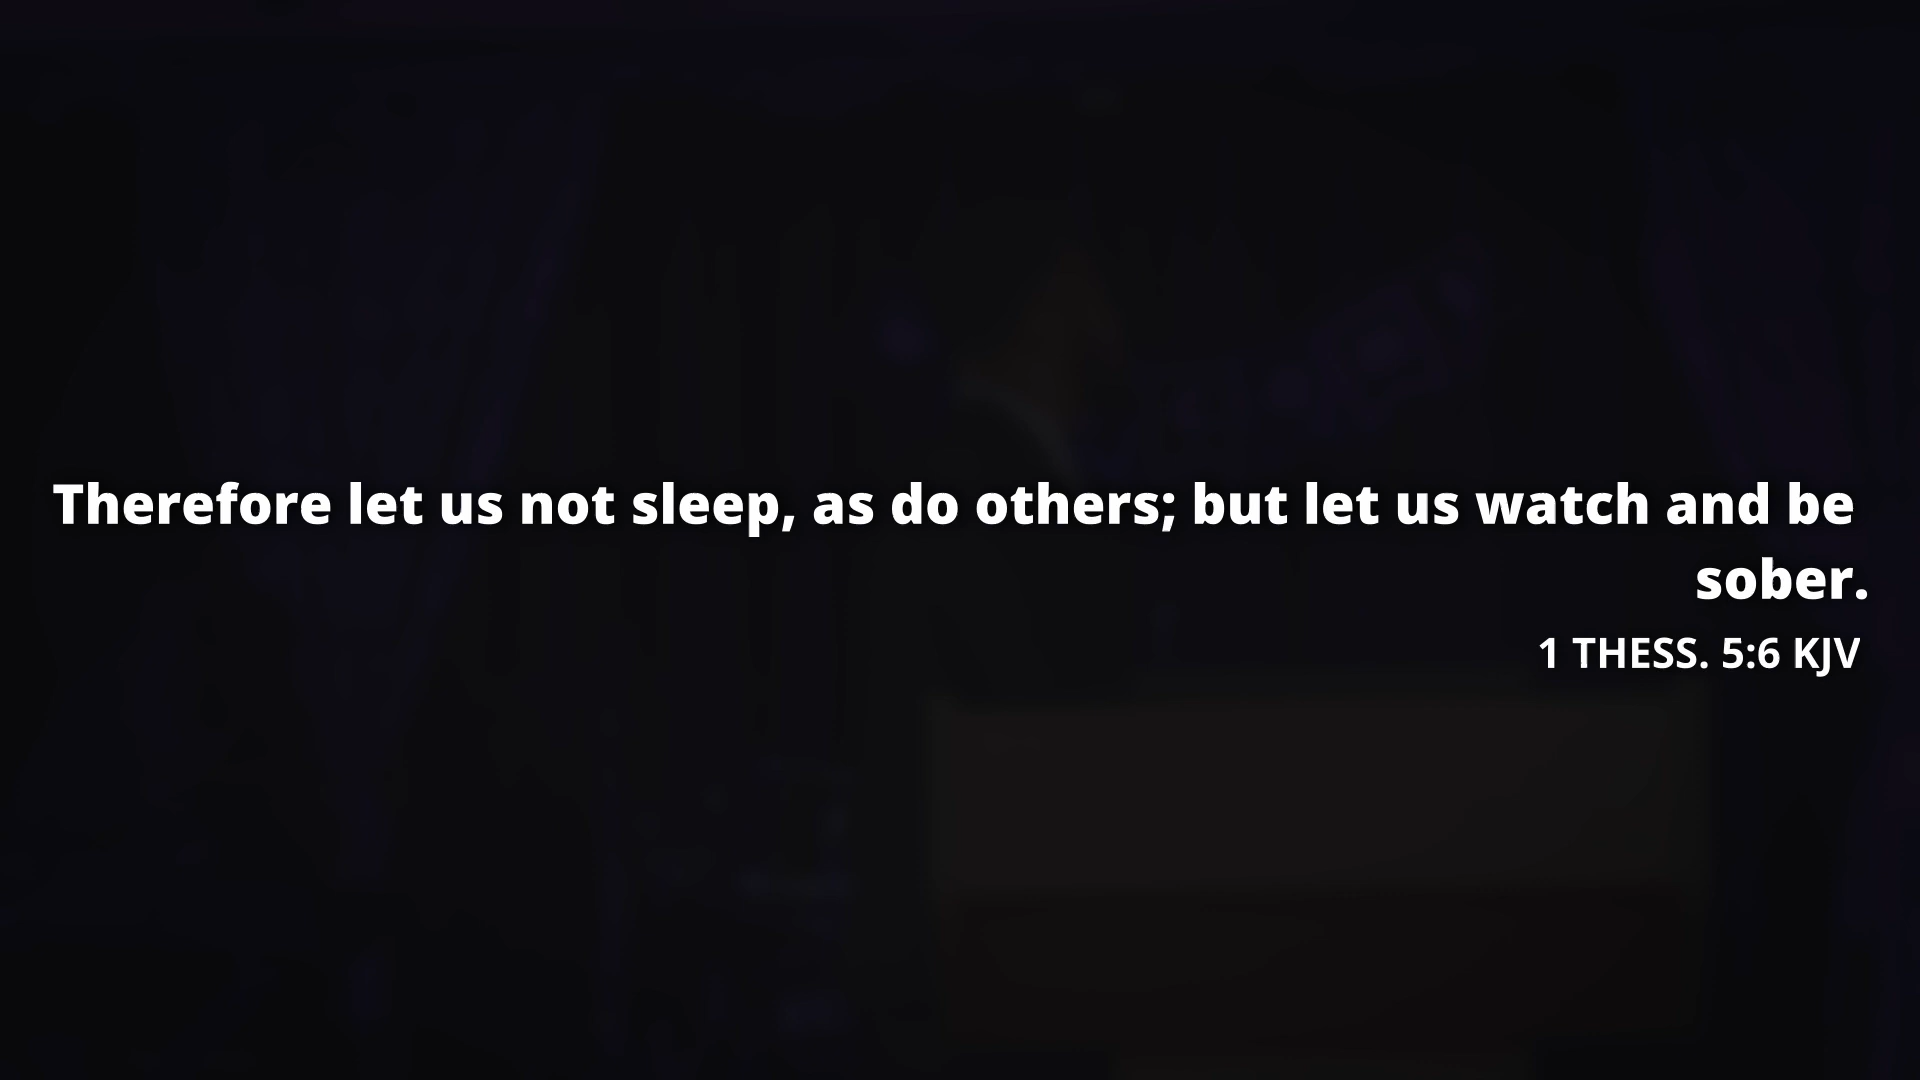 Therefore let us not sleep, as do others; but let us watch and be
sober.
1 THESS. 5:6 KJV